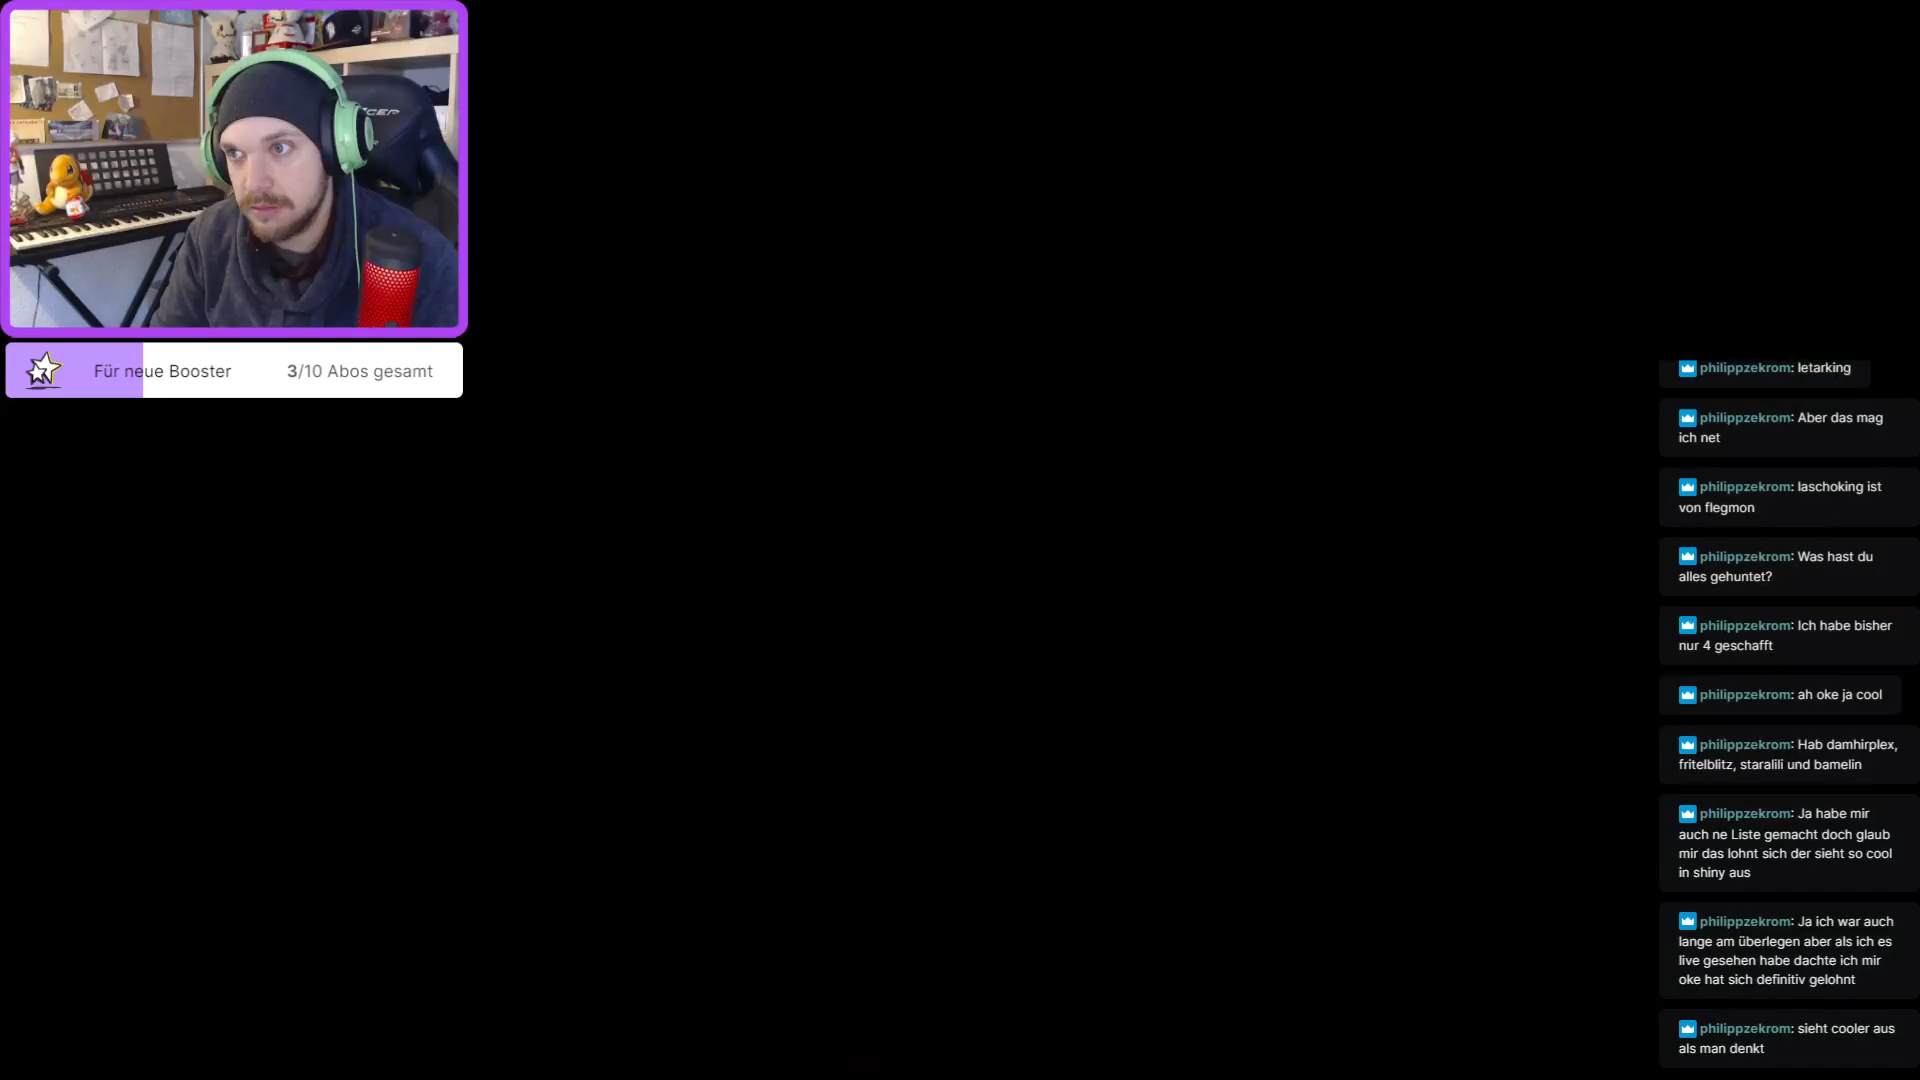 Für neue Booster
3/10 Abos gesamt
philippzekrom: letarking
philippzekrom: Aber das mag
ich net
philippzekrom: laschoking ist
von flegmon
philippzekrom: Was hast du
alles gehuntet?
philippzekrom: Ich habe bisher
nur 4 geschafft
philippzekrom: ah oke ja cool
philippzekrom: Hab damhirplex,
fritelblitz, staralili und bamelin
philippzekrom: Ja habe mir
auch ne Liste gemacht doch glaub
mir das lohnt sich der sieht so cool
in shiny aus
philippzekrom: Ja ich war auch
lange am überlegen aber als ich es
live gesehen habe dachte ich mir
oke hat sich definitiv gelohnt
philippzekrom: sieht cooler aus
als man denkt